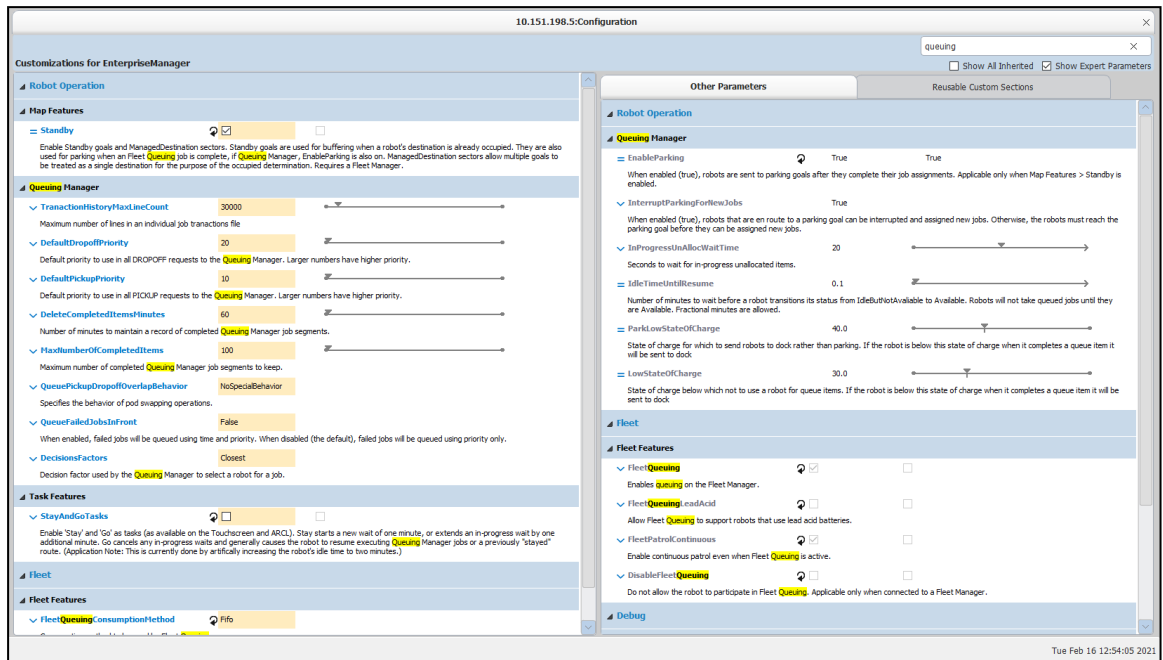 10.151.198.5:Configuration
queuing
Customizations for EnterpriseManager
Show All Inherited Show Expert Parameters
Robot Operation
Map Features
Standby
Enable Standby goals and ManagedDestination sectors. Standby goals are used for buffering when a robot's destination is already occupied. They are also
used for parking when an Fleet Queuing job is complete, if Queuing Manager, EnableParking is also on. ManagedDestination sectors allow multiple goals to
be treated as a single destination for the purpose of the occupied determination. Requires a Fleet Manager.
Queuing Manager
TranactionHistoryMaxLineCount 30000
Maximum number of lines in an individual job tranactions file
DefaultDropoffPriority 20
Default priority to use in all DROPOFF requests to the Queuing Manager. Larger numbers have higher priority.
DefaultPickupPriority 10
Default priority to use in all PICKUP requests to the Queuing Manager. Larger numbers have higher priority.
DeleteCompletedItemsMinutes 60
Number of minutes to maintain a record of completed Queuing Manager job segments.
MaxNumberOfCompletedItems 100
Maximum number of completed Queuing Manager job segments to keep.
QueuePickupDropoffOverlapBehavior NoSpecialBehavior
Specifies the behavior of pod swapping operations.
QueueFailedJobsInFront False
When enabled, failed jobs will be queued using time and priority. When disabled (the default), failed jobs will be queued using priority only.
DecisionsFactors Closest
Decision factor used by the Queuing Manager to select a robot for a job.
Task Features
StayAndGoTasks
Enable 'Stay' and 'Go' as tasks (as available on the Touchscreen and ARCL). Stay starts a new wait of one minute, or extends an in-progress wait by one
additional minute. Go cancels any in-progress waits and generally causes the robot to resume executing Queuing Manager jobs or a previously "stayed"
route. (Application Note: This is currently done by artifically increasing the robot's idle time to two minutes.)
Fleet
Fleet Features
FleetQueuingConsumptionMethod Fifo
Other Parameters
Reusable Custom Sections
Robot Operation
Queuing Manager
EnableParking True True
When enabled (true), robots are sent to parking goals after they complete their job assignments. Applicable only when Map Features > Standby is
enabled.
InterruptParkingForNewJobs True
When enabled (true), robots that are en route to a parking goal can be interrupted and assigned new jobs. Otherwise, the robots must reach the
parking goal before they can be assigned new jobs.
InProgressUnAllocWaitTime 20
Seconds to wait for in-progress unallocated items.
IdleTimeUntilResume 0.1
Number of minutes to wait before a robot transitions its status from IdleButNotAvaliable to Available. Robots will not take queued jobs until they
are Available. Fractional minutes are allowed.
ParkLowStateOfCharge 40.0
State of charge for which to send robots to dock rather than parking. If the robot is below this state of charge when it completes a queue item it
will be sent to dock
LowStateOfCharge 30.0
State of charge below which not to use a robot for queue items. If the robot is below this state of charge when it completes a queue item it will be
sent to dock
Fleet
Fleet Features
FleetQueuing
Enables queuing on the Fleet Manager.
FleetQueuingLeadAcid
Allow Fleet Queuing to support robots that use lead acid batteries.
FleetPatrolContinuous
Enable continuous patrol even when Fleet Queuing is active.
DisableFleetQueuing
Do not allow the robot to participate in Fleet Queuing. Applicable only when connected to a Fleet Manager.
Debug
Tue Feb 16 12:54:05 2021